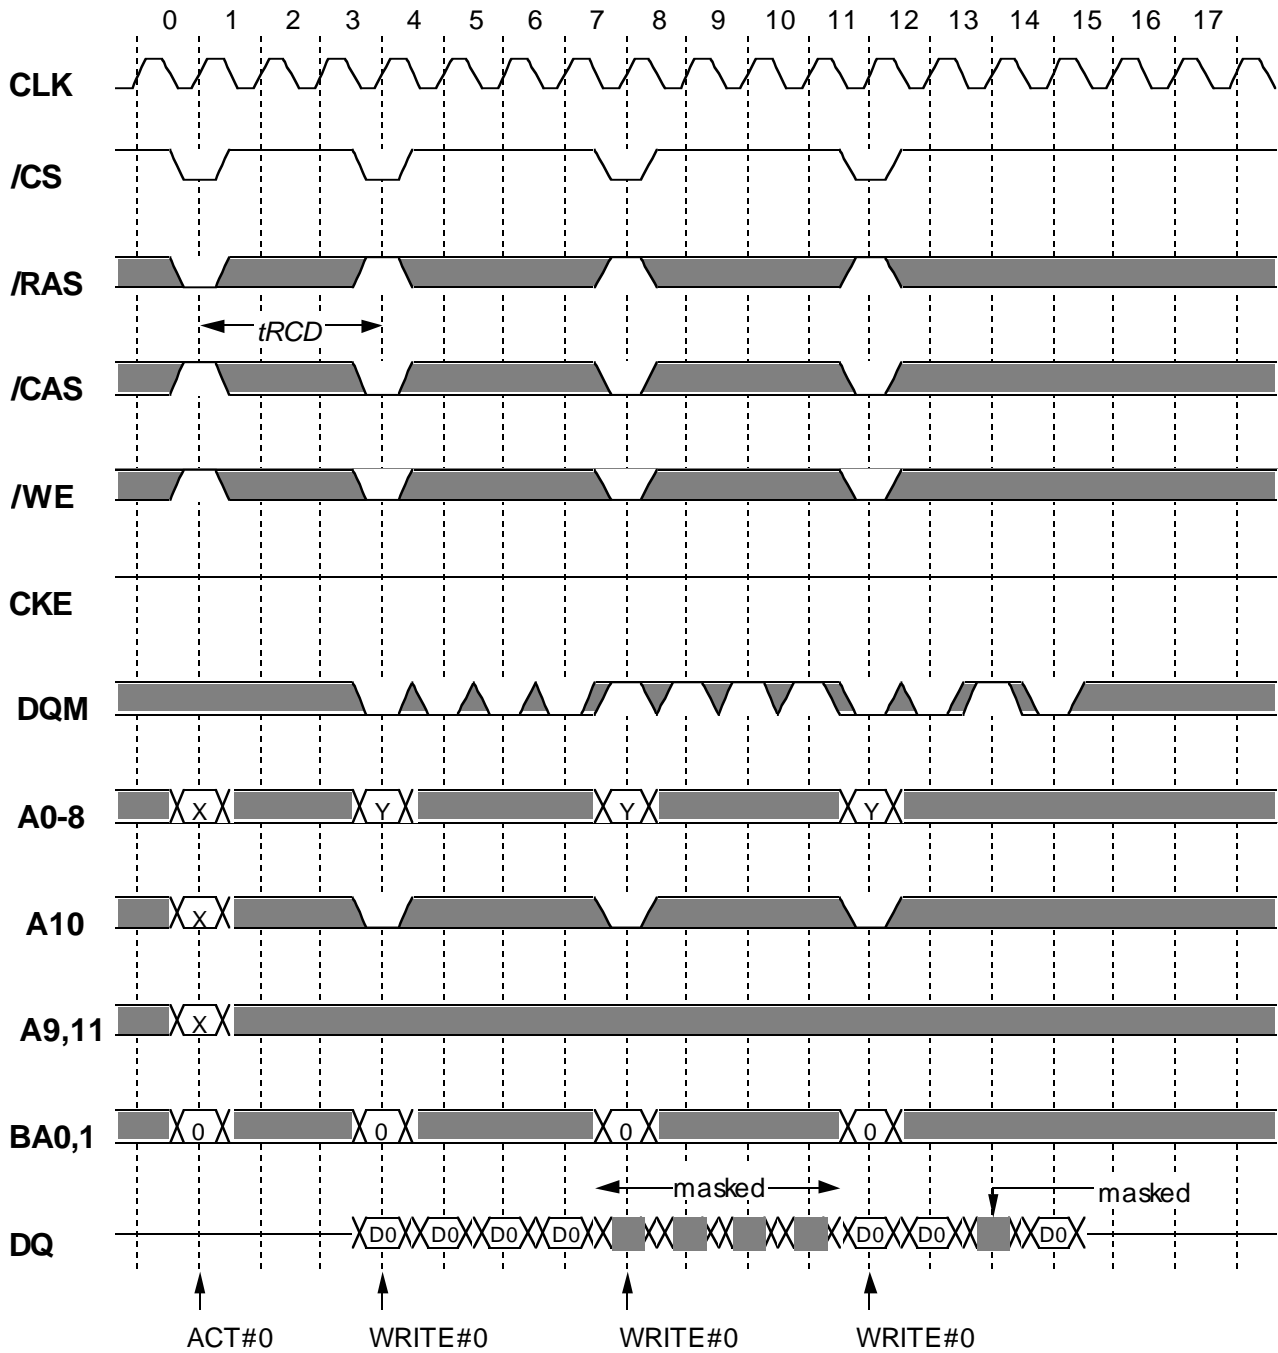 0 1 2 3 4 5 6 7 8 9 10 11 12 13 14 15 16 17
CLK
/CS
/RAS
tRCD
/CAS
/WE
CKE
DQM
A0-8 X Y Y Y
A10 X
A9,11 X
BA0,1 0 0 0 0
masked masked
DQ D0 D0 D0 D0 D0 D0 D0
ACT#0 WRITE#0 WRITE#0 WRITE#0